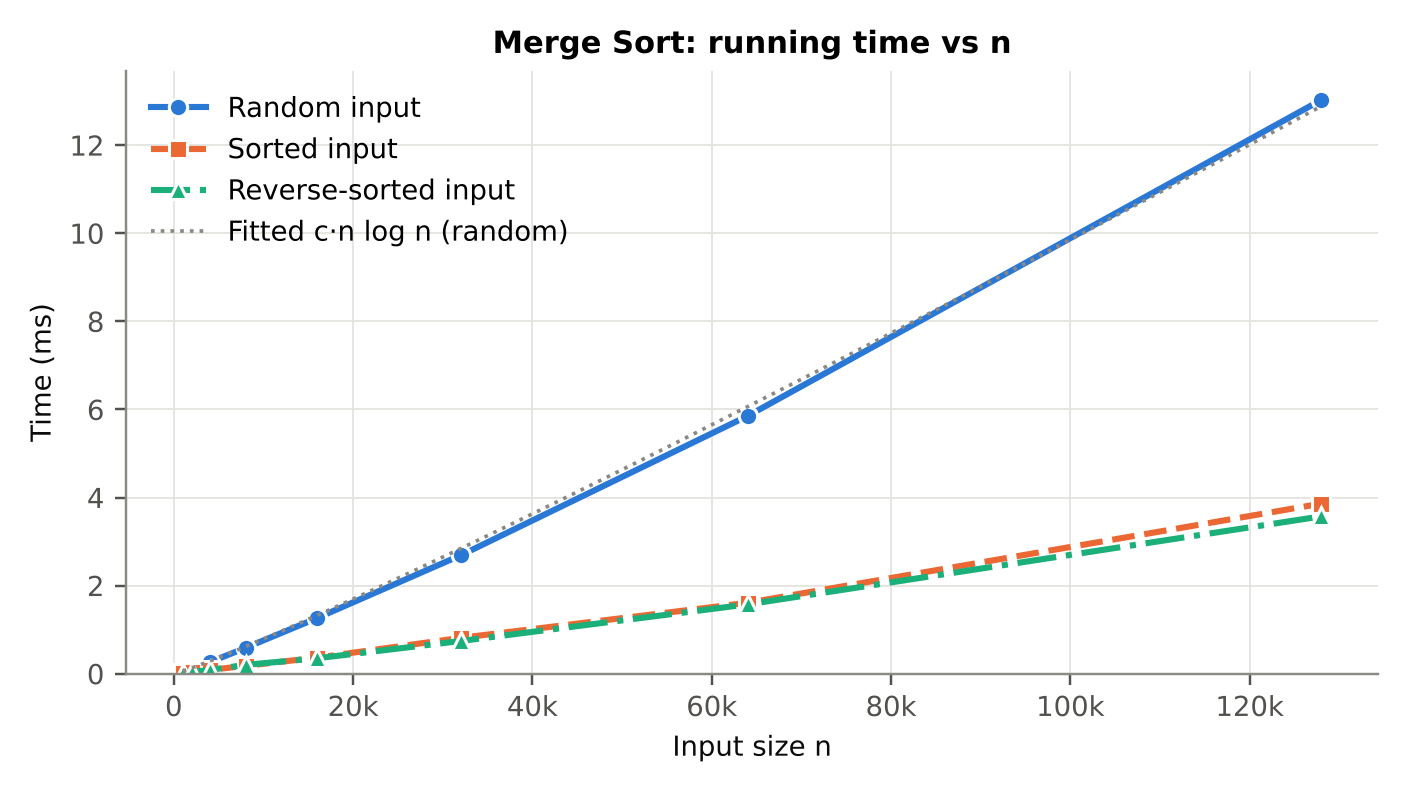 Merge Sort: running time vs n
Random input
Sorted input
Reverse-sorted input
Fitted c·n log n (random)
Time (ms)
12
10
8
6
4
2
0
0 20k 40k 60k 80k 100k 120k
Input size n